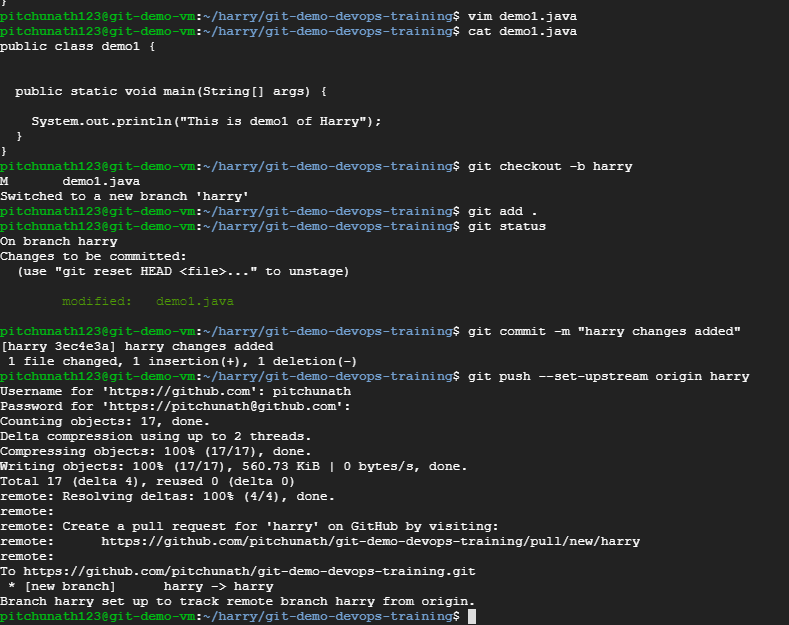 }
pitchunath123@git-demo-vm:~/harry/git-demo-devops-training$ vim demo1.java
pitchunath123@git-demo-vm:~/harry/git-demo-devops-training$ cat demo1.java
public class demo1 {
public static void main(String[] args) {
System.out.println("This is demo1 of Harry");
}
}
pitchunath123@git-demo-vm:~/harry/git-demo-devops-training$ git checkout -b harry
M       demo1.java
Switched to a new branch 'harry'
pitchunath123@git-demo-vm:~/harry/git-demo-devops-training$ git add .
pitchunath123@git-demo-vm:~/harry/git-demo-devops-training$ git status
On branch harry
Changes to be committed:
  (use "git reset HEAD <file>..." to unstage)
        modified:   demo1.java
pitchunath123@git-demo-vm:~/harry/git-demo-devops-training$ git commit -m "harry changes added"
[harry 3ec4e3a] harry changes added
 1 file changed, 1 insertion(+), 1 deletion(-)
pitchunath123@git-demo-vm:~/harry/git-demo-devops-training$ git push --set-upstream origin harry
Username for 'https://github.com': pitchunath
Password for 'https://pitchunath@github.com':
Counting objects: 17, done.
Delta compression using up to 2 threads.
Compressing objects: 100% (17/17), done.
Writing objects: 100% (17/17), 560.73 KiB | 0 bytes/s, done.
Total 17 (delta 4), reused 0 (delta 0)
remote: Resolving deltas: 100% (4/4), done.
remote:
remote: Create a pull request for 'harry' on GitHub by visiting:
remote:      https://github.com/pitchunath/git-demo-devops-training/pull/new/harry
remote:
To https://github.com/pitchunath/git-demo-devops-training.git
 * [new branch]      harry -> harry
Branch harry set up to track remote branch harry from origin.
pitchunath123@git-demo-vm:~/harry/git-demo-devops-training$